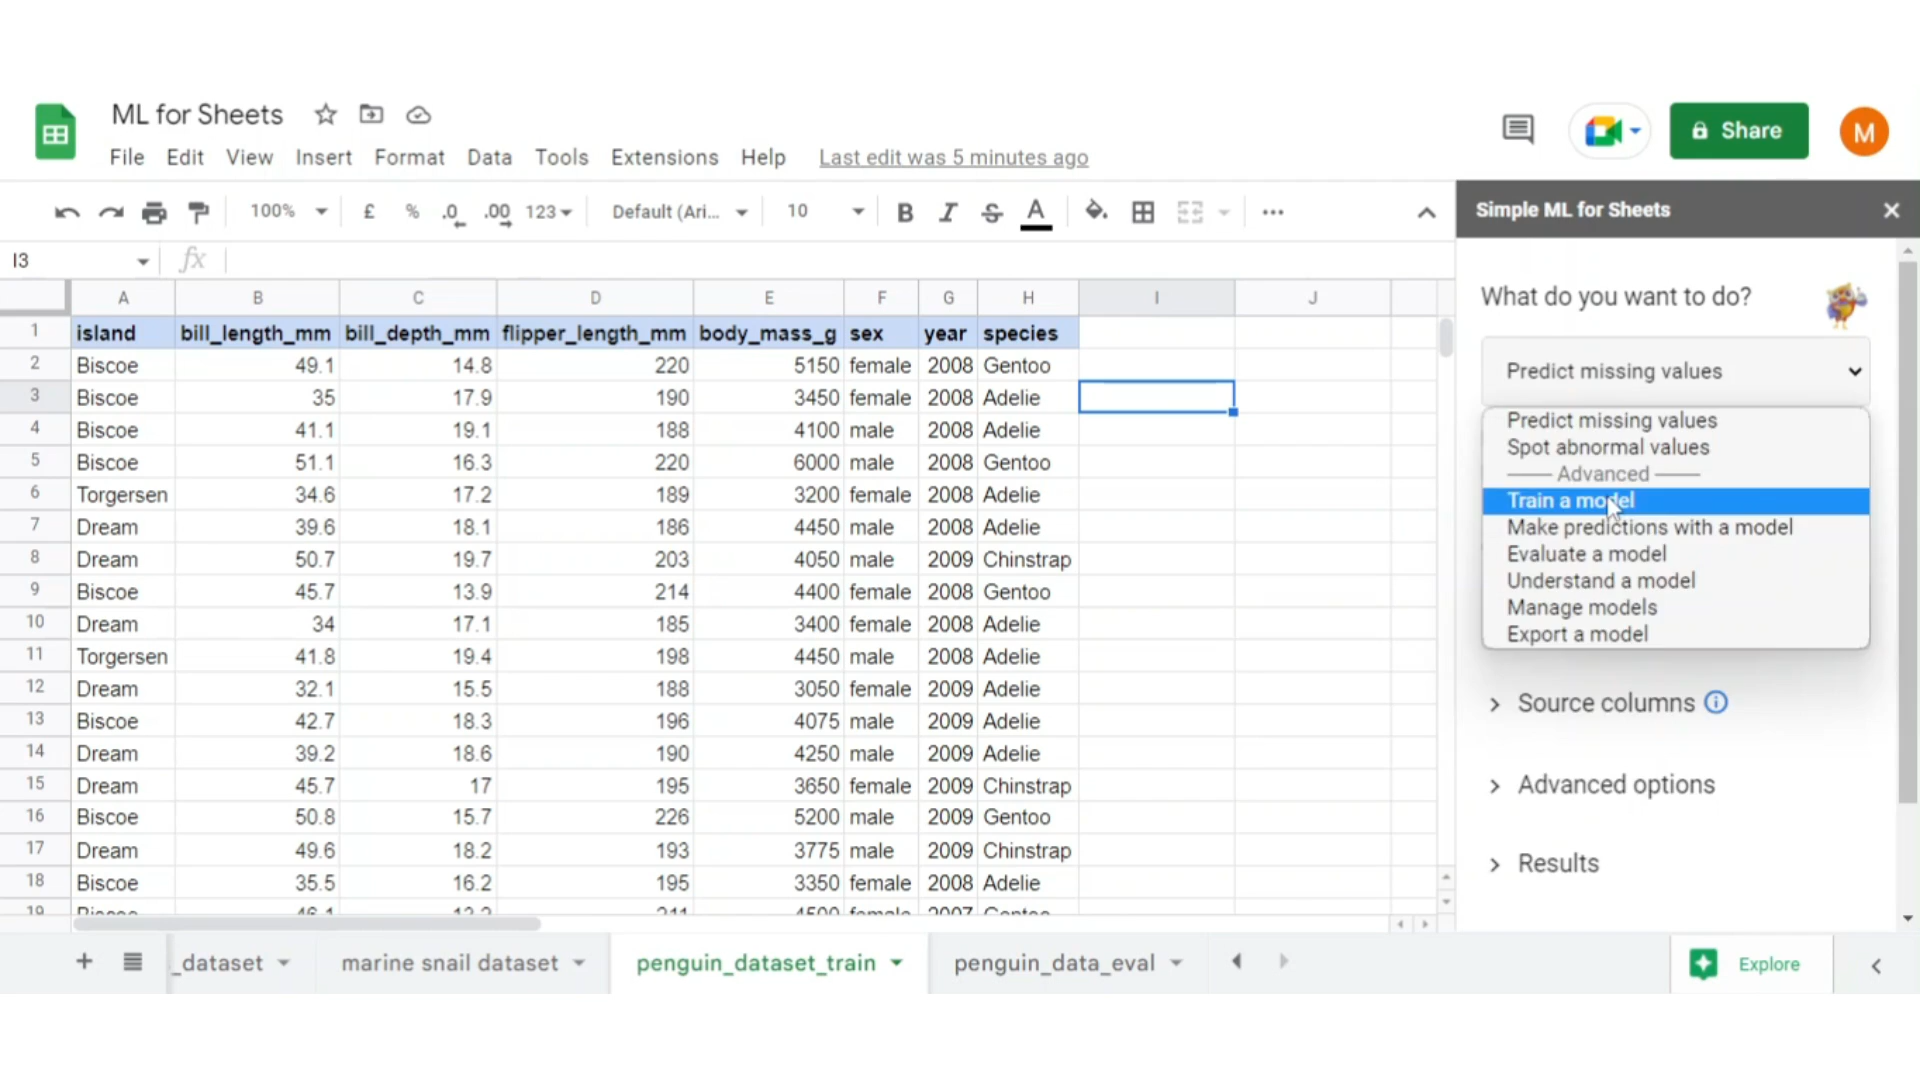 ML for Sheets
File Edit View Insert Format Data Tools Extensions Help Last edit was 5 minutes ago
Share
M
100% £ % .0 .00 123 Default (Ari... 10 B I S A ...
Simple ML for Sheets
I3 fx
A B C D E F G H I J
1 island bill_length_mm bill_depth_mm flipper_length_mm body_mass_g sex year species
2 Biscoe 49.1 14.8 220 5150 female 2008 Gentoo
3 Biscoe 35 17.9 190 3450 female 2008 Adelie
4 Biscoe 41.1 19.1 188 4100 male 2008 Adelie
5 Biscoe 51.1 16.3 220 6000 male 2008 Gentoo
6 Torgersen 34.6 17.2 189 3200 female 2008 Adelie
7 Dream 39.6 18.1 186 4450 male 2008 Adelie
8 Dream 50.7 19.7 203 4050 male 2009 Chinstrap
9 Biscoe 45.7 13.9 214 4400 female 2008 Gentoo
10 Dream 34 17.1 185 3400 female 2008 Adelie
11 Torgersen 41.8 19.4 198 4450 male 2008 Adelie
12 Dream 32.1 15.5 188 3050 female 2009 Adelie
13 Biscoe 42.7 18.3 196 4075 male 2009 Adelie
14 Dream 39.2 18.6 190 4250 male 2009 Adelie
15 Dream 45.7 17 195 3650 female 2009 Chinstrap
16 Biscoe 50.8 15.7 226 5200 male 2009 Gentoo
17 Dream 49.6 18.2 193 3775 male 2009 Chinstrap
18 Biscoe 35.5 16.2 195 3350 female 2008 Adelie
19 Biscoe 211 4500 female 2007 Gentoo
What do you want to do?
Predict missing values
Predict missing values
Spot abnormal values
Advanced
Train a model
Make predictions with a model
Evaluate a model
Understand a model
Manage models
Export a model
Source columns
Advanced options
Results
_dataset marine snail dataset penguin_dataset_train penguin_data_eval
Explore